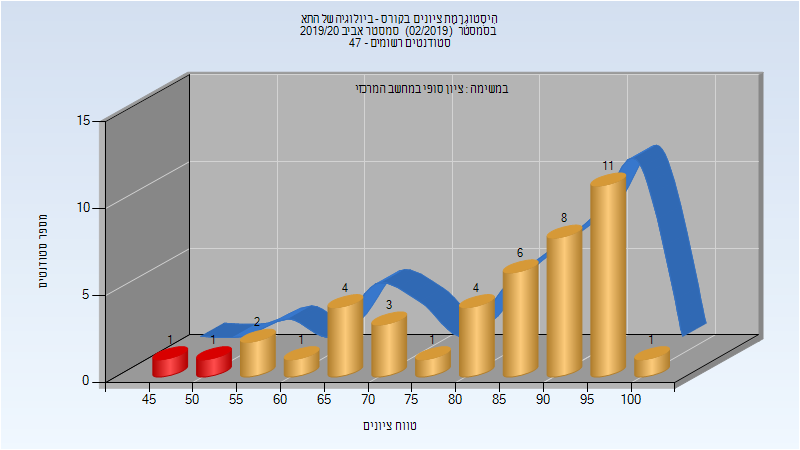 היסטוגרמת ציונים בקורס - ביולוגיה של התא
בסמסטר (02/2019) סמסטר אביב 2019/20
סטודנטים רשומים - 47
במשימה : ציון סופי במחשב המרכזי
מספר סטודנטים
15
10
5
0
1
1
2
1
4
3
1
4
6
8
11
1
45 50 55 60 65 70 75 80 85 90 95 100
טווח ציונים